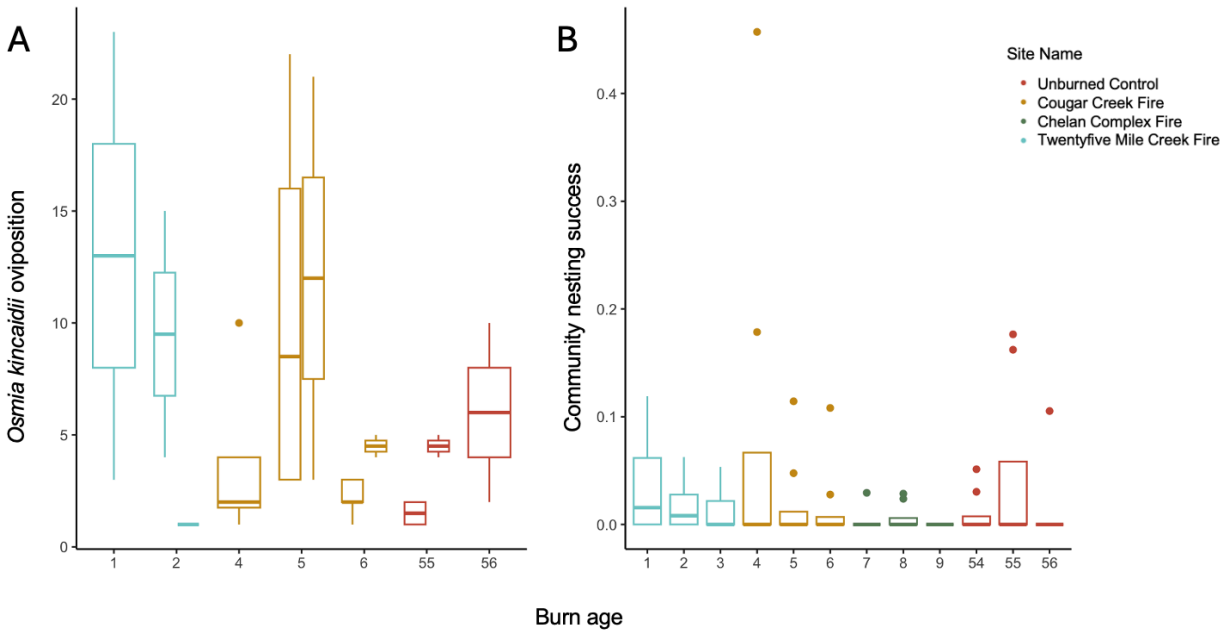 A
Osmia kincaidii oviposition
20
15
10
5
0
1 2 4 5 6 55 56
B
Community nesting success
0.4
0.3
0.2
0.1
0.0
1 2 3 4 5 6 7 8 9 54 55 56
Site Name
Unburned Control
Cougar Creek Fire
Chelan Complex Fire
Twentyfive Mile Creek Fire
Burn age